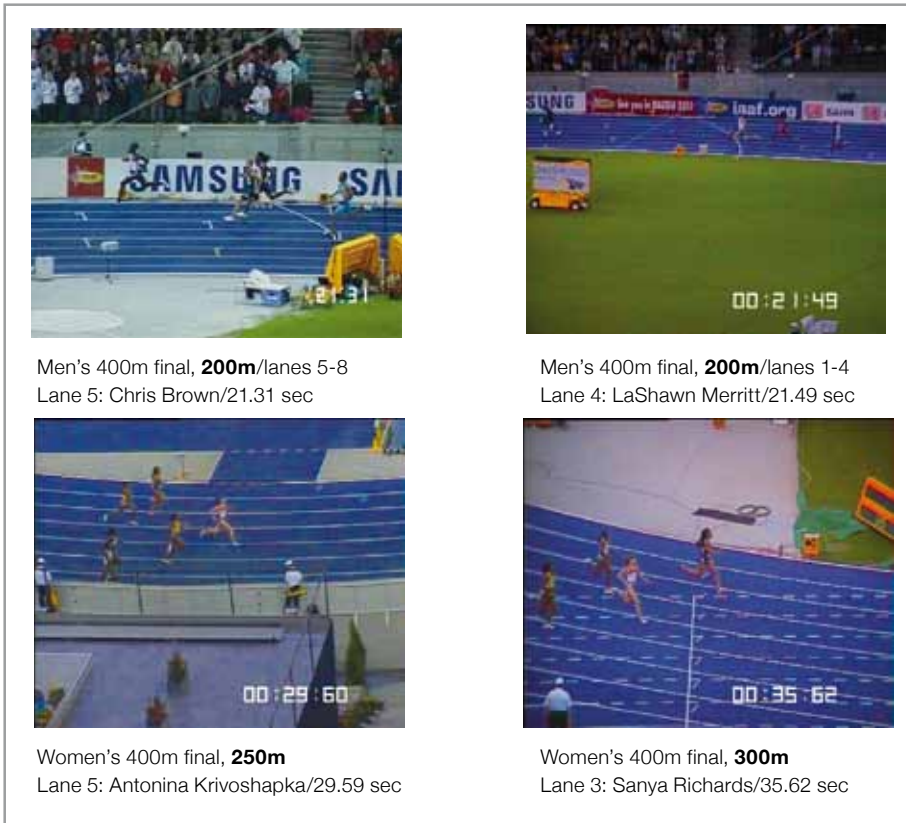 SAMSUNG
SA
21:31
SUNG
iaaf.org
00:21:49
Men's 400m final, 200m/lanes 5-8
Lane 5: Chris Brown/21.31 sec
Men's 400m final, 200m/lanes 1-4
Lane 4: LaShawn Merritt/21.49 sec
00:29:60
00:35:62
Women's 400m final, 250m
Lane 5: Antonina Krivoshapka/29.59 sec
Women's 400m final, 300m
Lane 3: Sanya Richards/35.62 sec